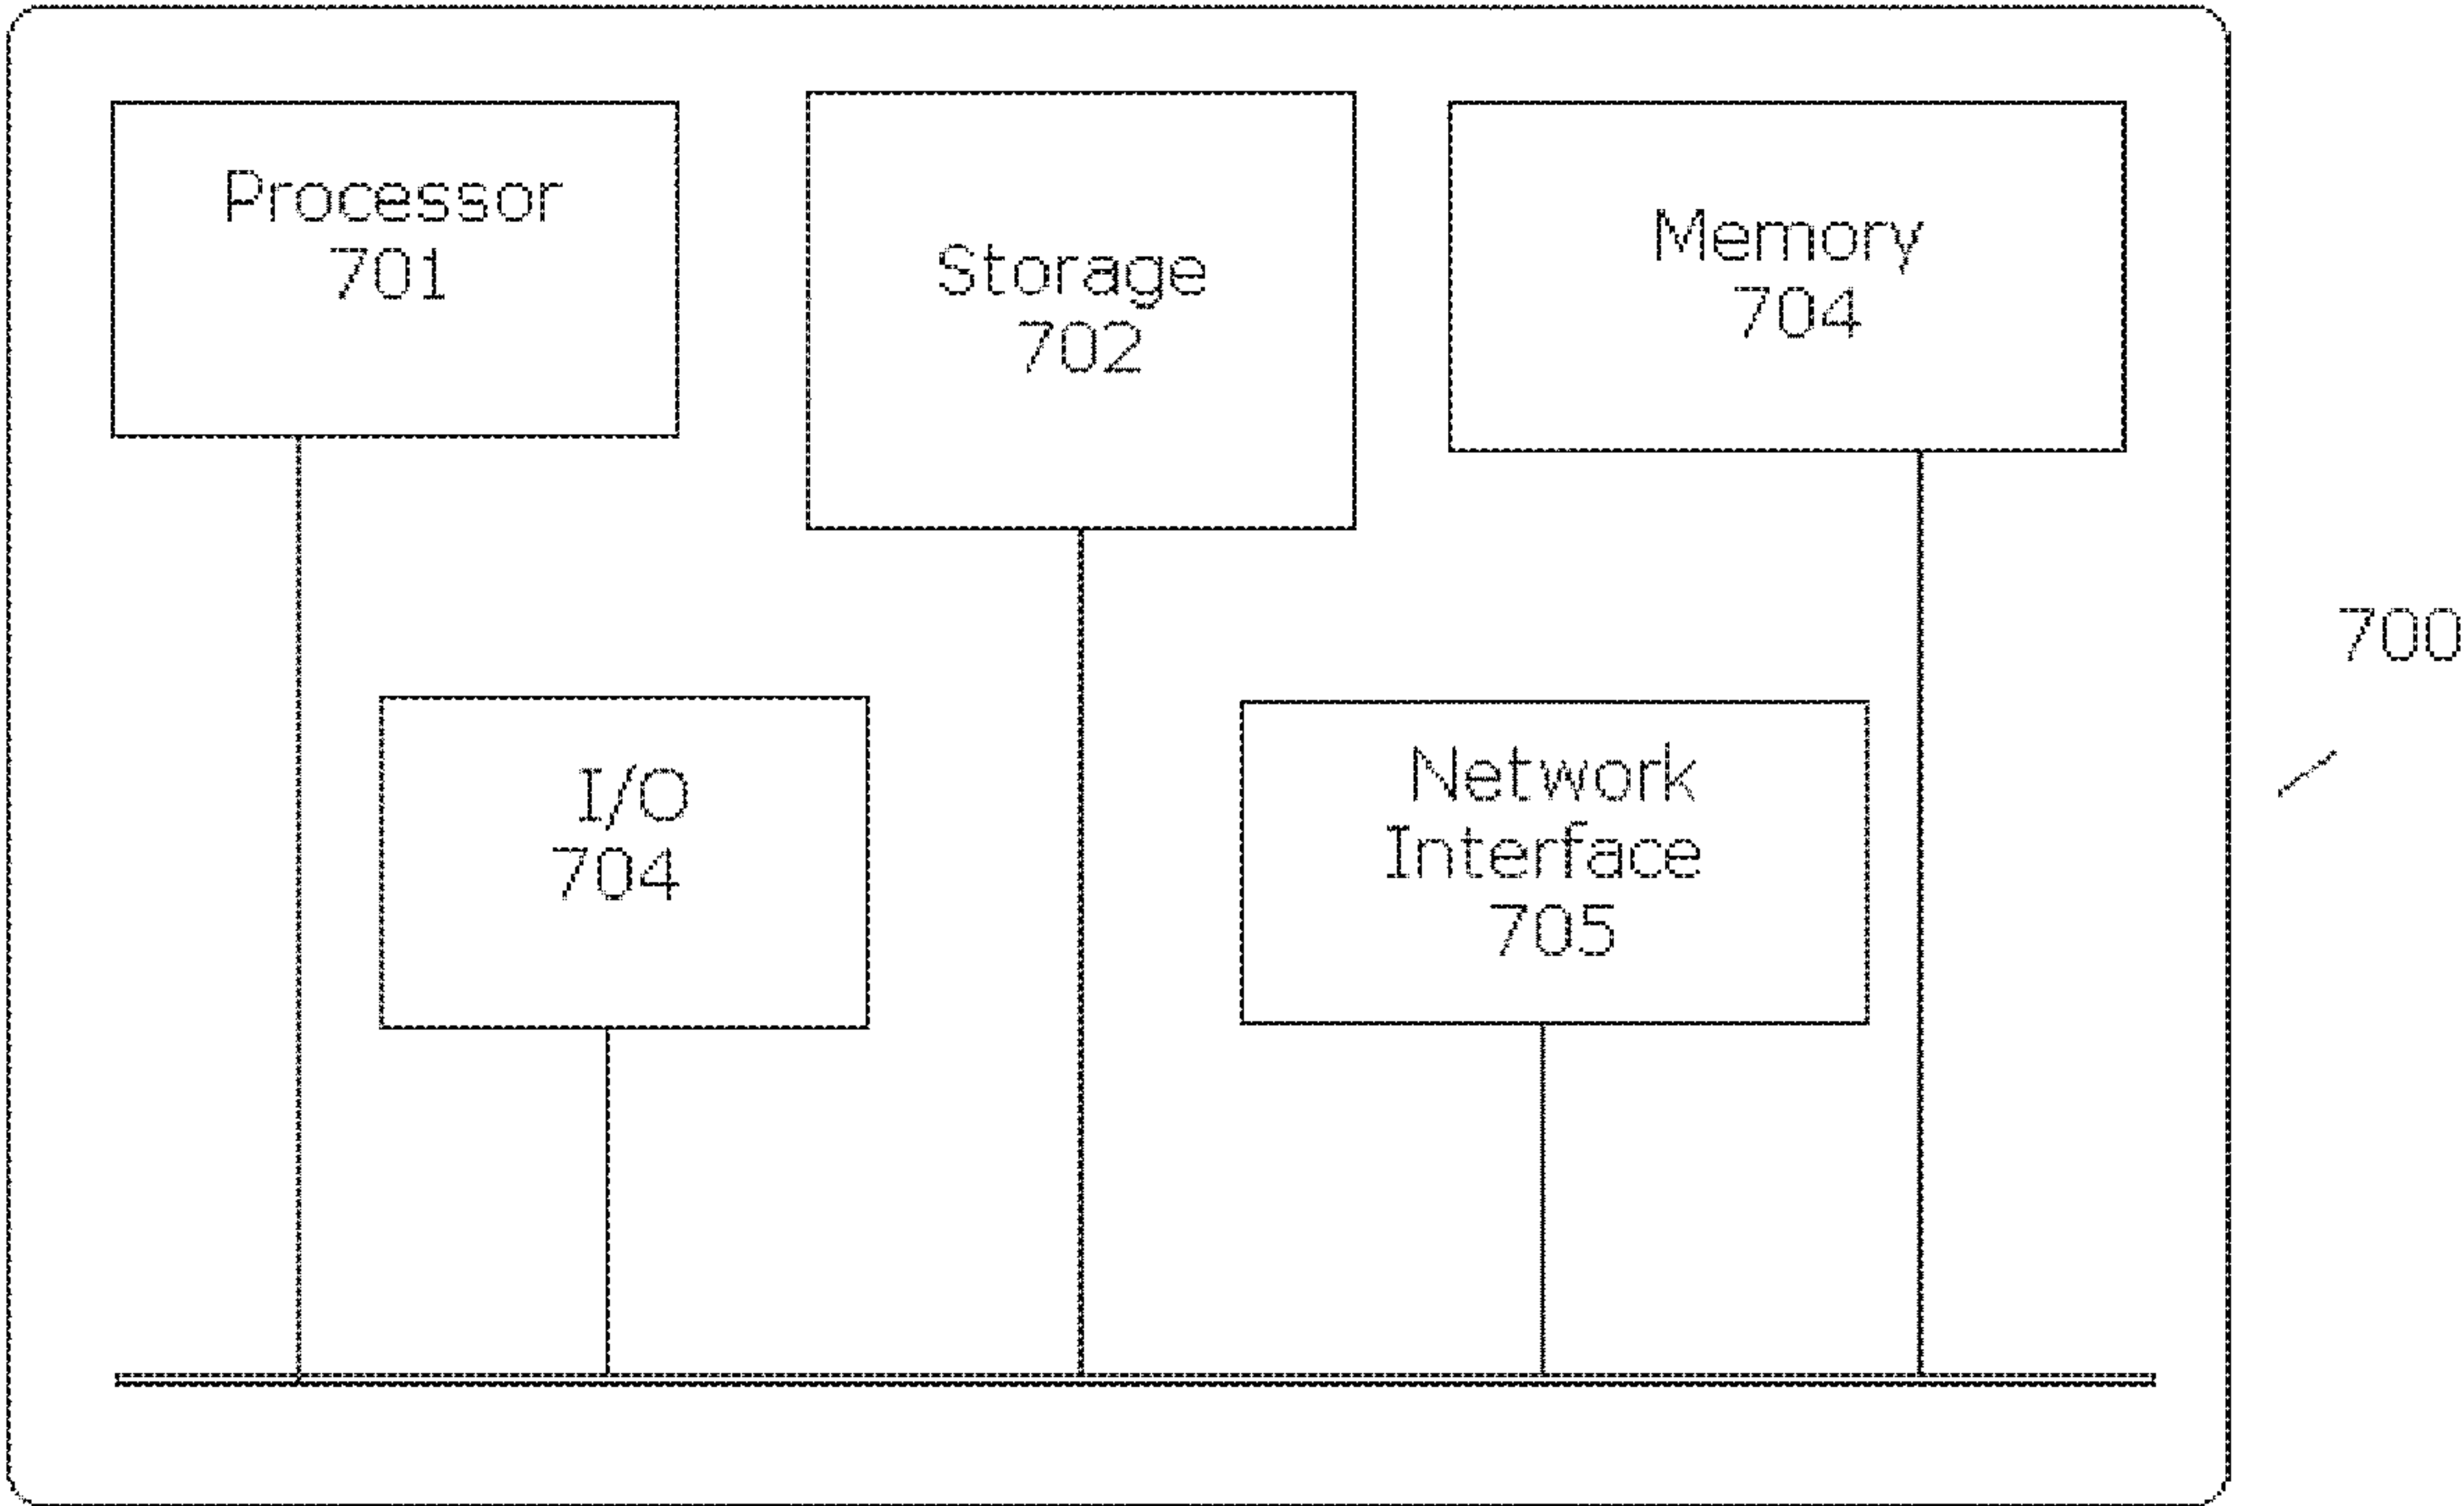 Processor
701
Storage
702
Memory
704
700
I/O
704
Network
Interface
705